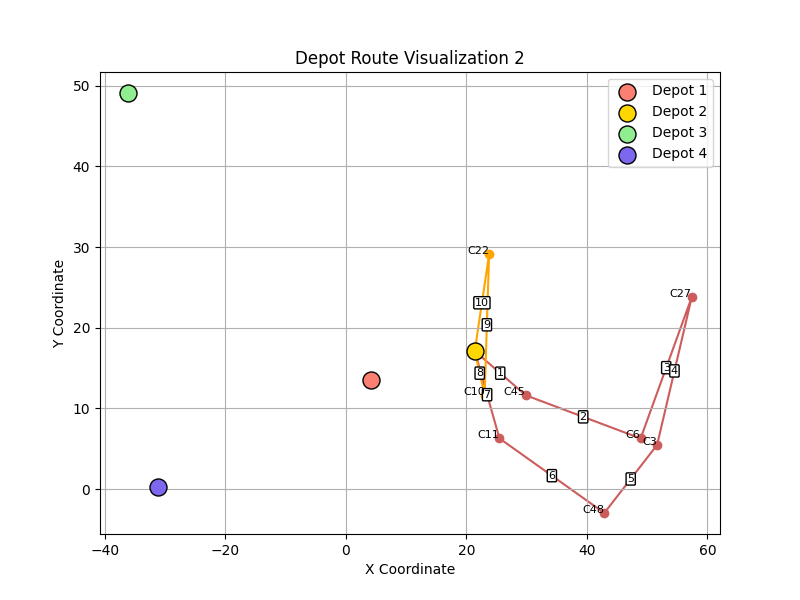 Depot Route Visualization 2
Depot 1
Depot 2
Depot 3
Depot 4
Y Coordinate
50
40
30
20
10
0
C22
C27
10
9
8
1
3
4
C10
7
C45
2
C11
C6
C3
6
5
C48
−40
−20
0
20
40
60
X Coordinate